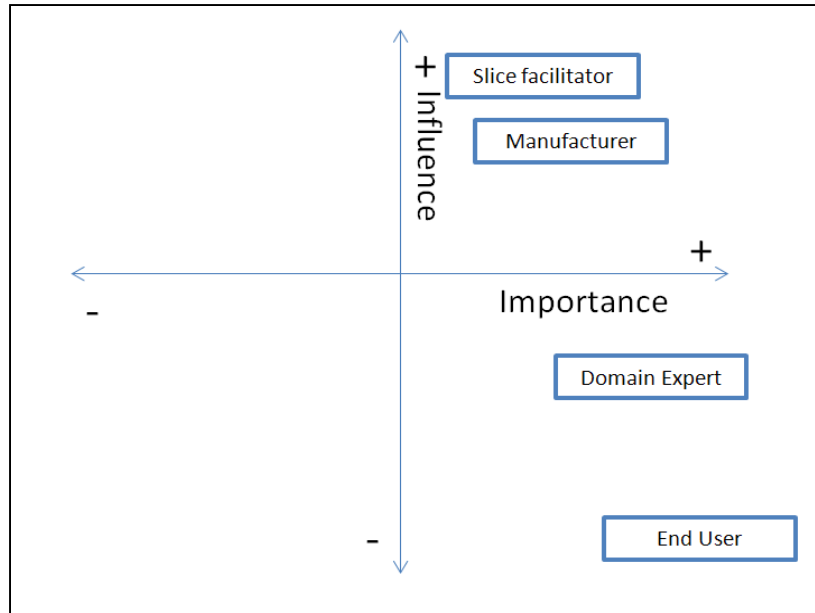 +
Influence
Slice facilitator
Manufacturer
+
-
Importance
Domain Expert
-
End User